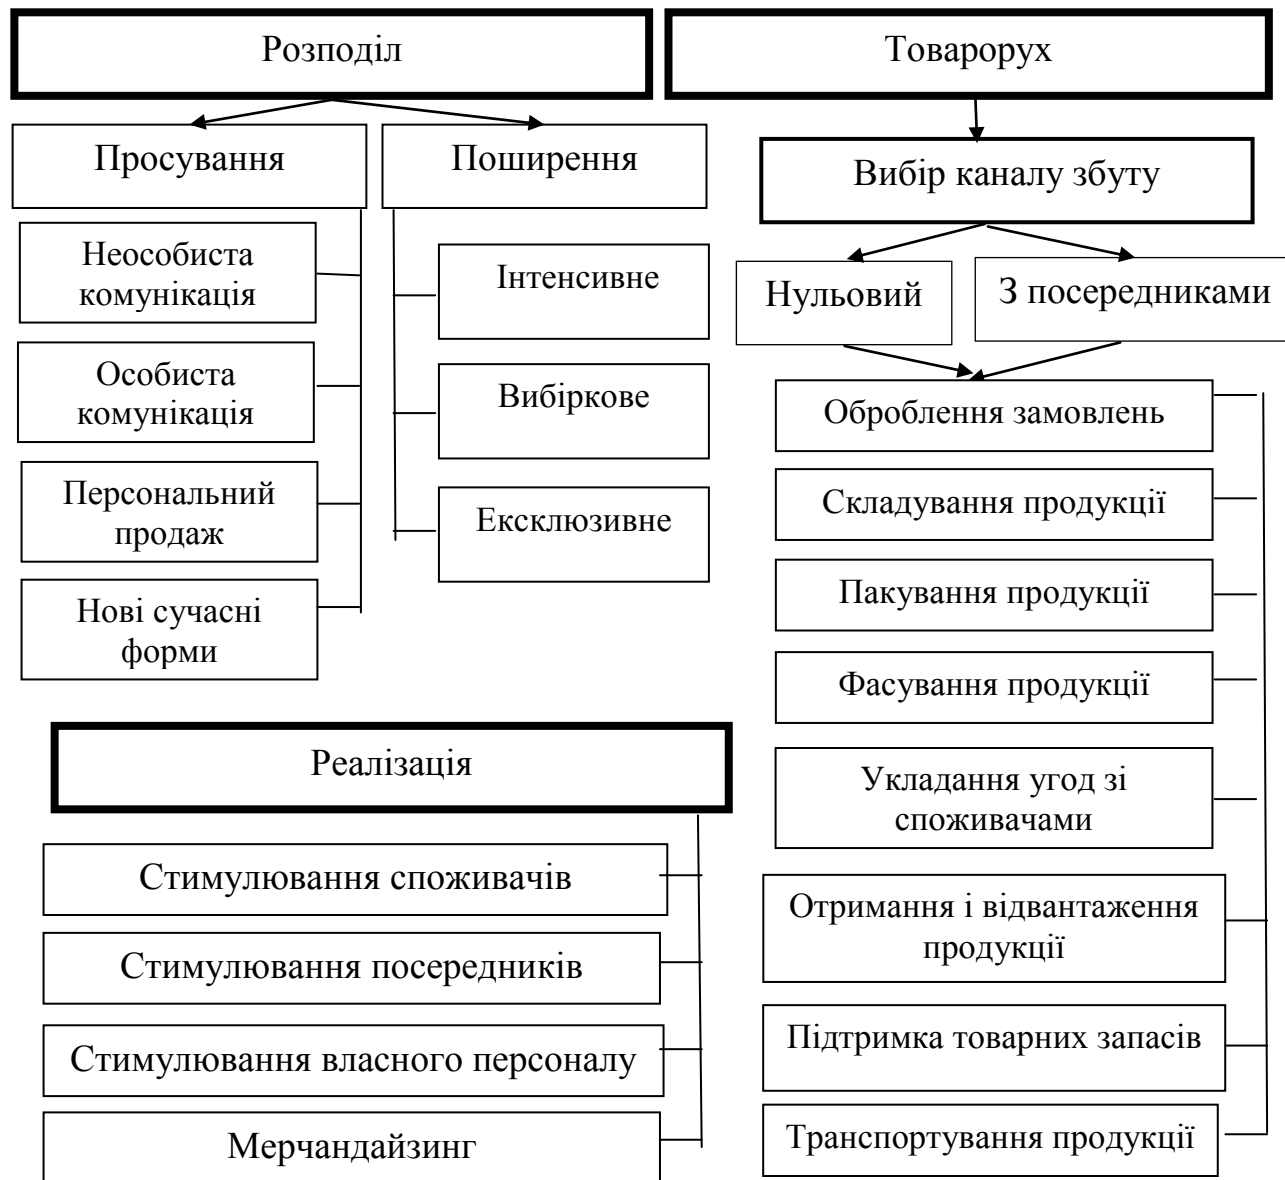 Розподіл
Просування
Неособиста
комунікація
Особиста
комунікація
Персональний
продаж
Нові сучасні
форми
Поширення
Інтенсивне
Вибіркове
Ексклюзивне
Реалізація
Стимулювання споживачів
Стимулювання посередників
Стимулювання власного персоналу
Мерчандайзинг
Товарорух
Вибір каналу збуту
Нульовий
З посередниками
Оброблення замовлень
Складування продукції
Пакування продукції
Фасування продукції
Укладання угод зі
споживачами
Отримання і відвантаження
продукції
Підтримка товарних запасів
Транспортування продукції